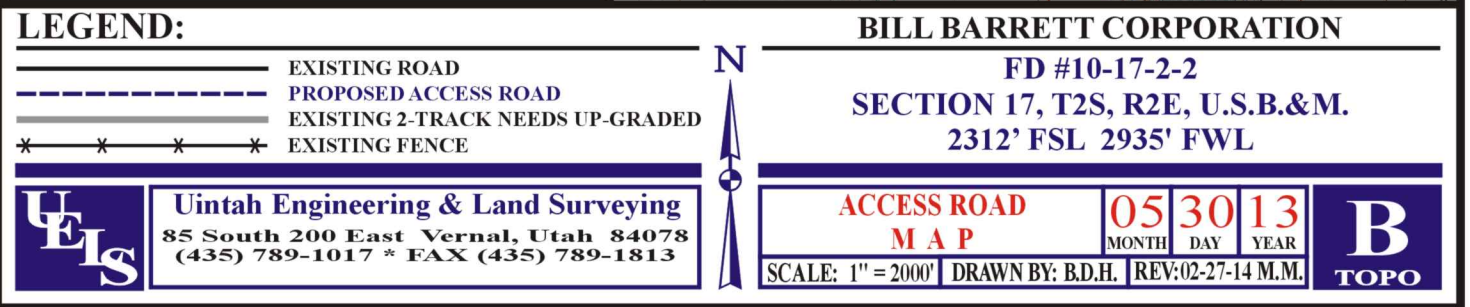 LEGEND:
EXISTING ROAD
PROPOSED ACCESS ROAD
EXISTING 2-TRACK NEEDS UP-GRADED
EXISTING FENCE
UELS
Uintah Engineering & Land Surveying
85 South 200 East Vernal, Utah 84078
(435) 789-1017 * FAX (435) 789-1813
N
BILL BARRETT CORPORATION
FD #10-17-2-2
SECTION 17, T2S, R2E, U.S.B.&M.
2312’ FSL 2935' FWL
ACCESS ROAD
M A P
05 30 13
MONTH DAY YEAR
SCALE: 1" = 2000' DRAWN BY: B.D.H. REV:02-27-14 M.M.
B
TOPO